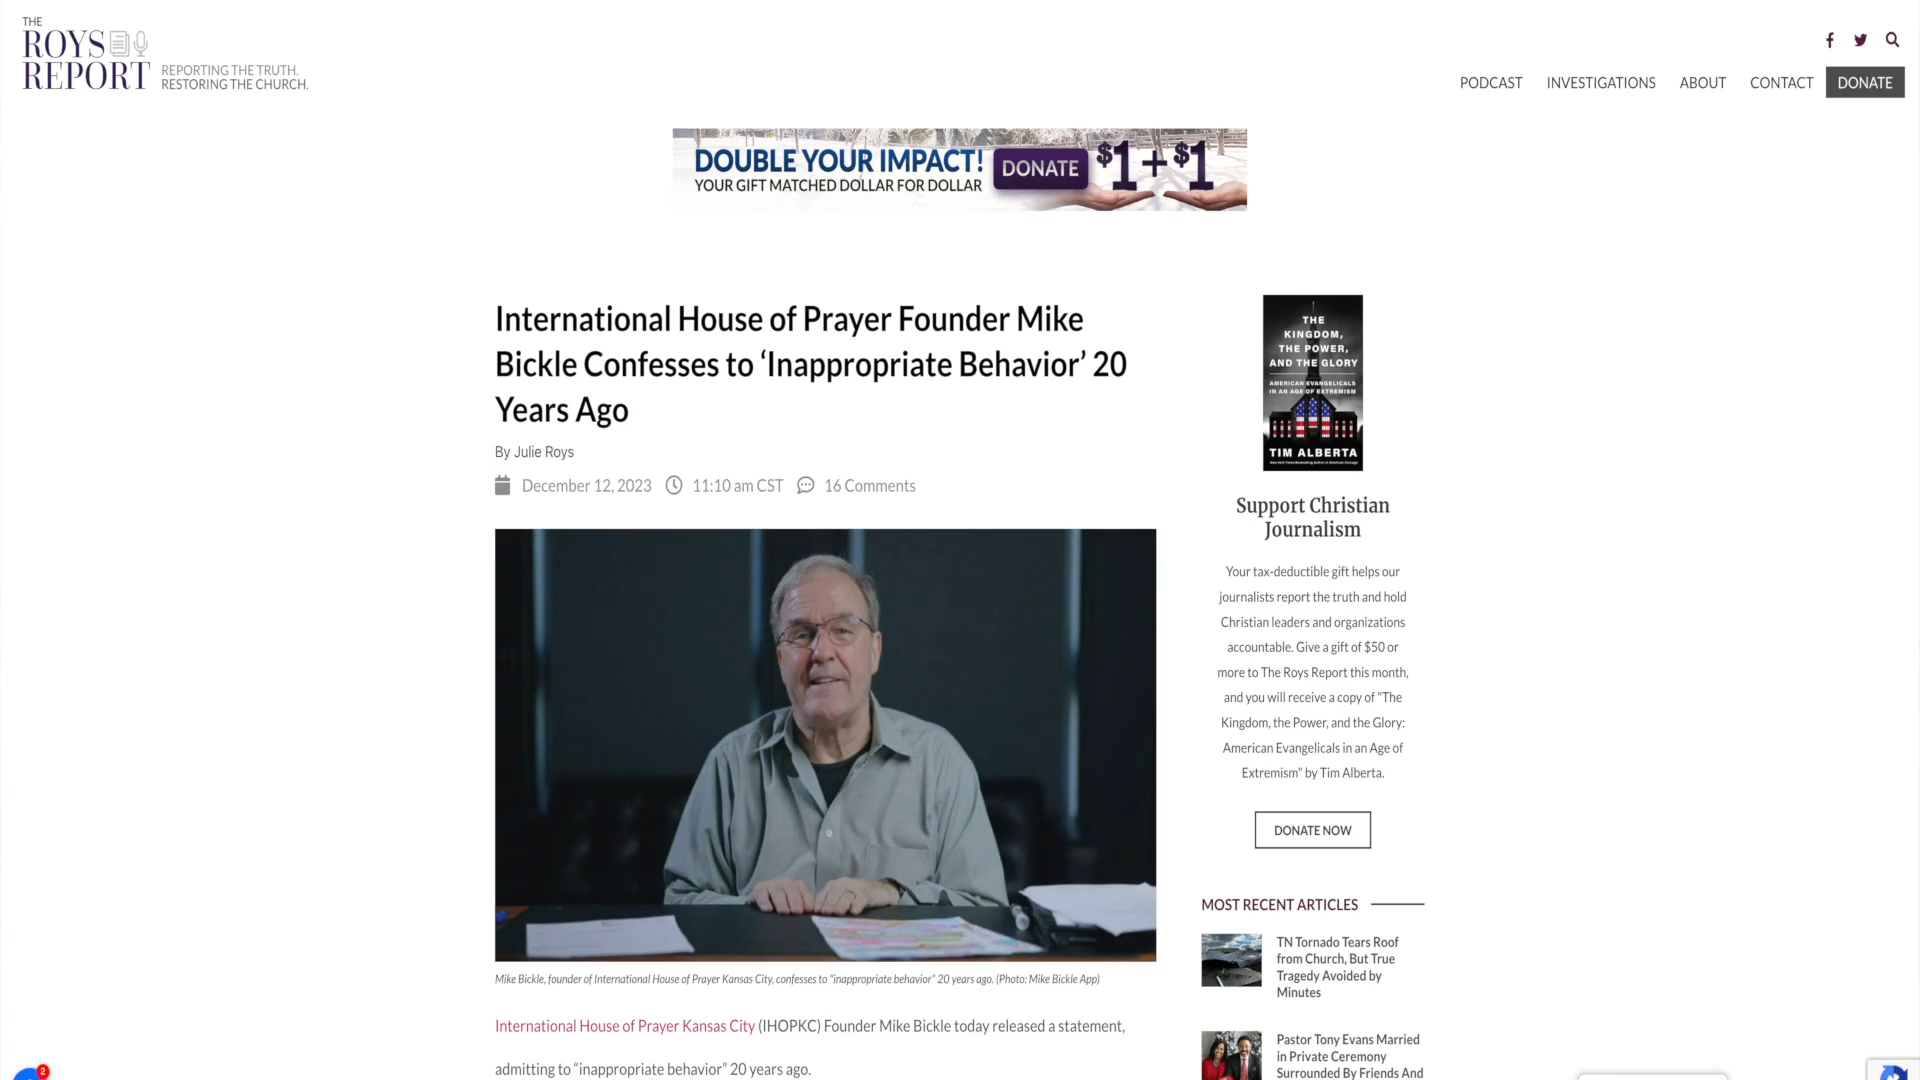 THE
ROYS
REPORT
REPORTING THE TRUTH.
RESTORING THE CHURCH.
PODCAST INVESTIGATIONS ABOUT CONTACT DONATE
DOUBLE YOUR IMPACT!
YOUR GIFT MATCHED DOLLAR FOR DOLLAR
DONATE
$1+$1
International House of Prayer Founder Mike
Bickle Confesses to ‘Inappropriate Behavior’ 20
Years Ago
By Julie Roys
December 12, 2023 11:10 am CST 16 Comments
Mike Bickle, founder of International House of Prayer Kansas City, confesses to "inappropriate behavior" 20 years ago. (Photo: Mike Bickle App)
International House of Prayer Kansas City (IHOPKC) Founder Mike Bickle today released a statement,
admitting to “inappropriate behavior” 20 years ago.
THE
KINGDOM,
THE POWER,
AND THE GLORY
AMERICAN EVANGELICALS
IN AN AGE OF EXTREMISM
TIM ALBERTA
Support Christian
Journalism
Your tax-deductible gift helps our
journalists report the truth and hold
Christian leaders and organizations
accountable. Give a gift of $50 or
more to The Roys Report this month,
and you will receive a copy of "The
Kingdom, the Power, and the Glory:
American Evangelicals in an Age of
Extremism" by Tim Alberta.
DONATE NOW
MOST RECENT ARTICLES
TN Tornado Tears Roof
from Church, But True
Tragedy Avoided by
Minutes
Pastor Tony Evans Married
in Private Ceremony
Surrounded By Friends And
2